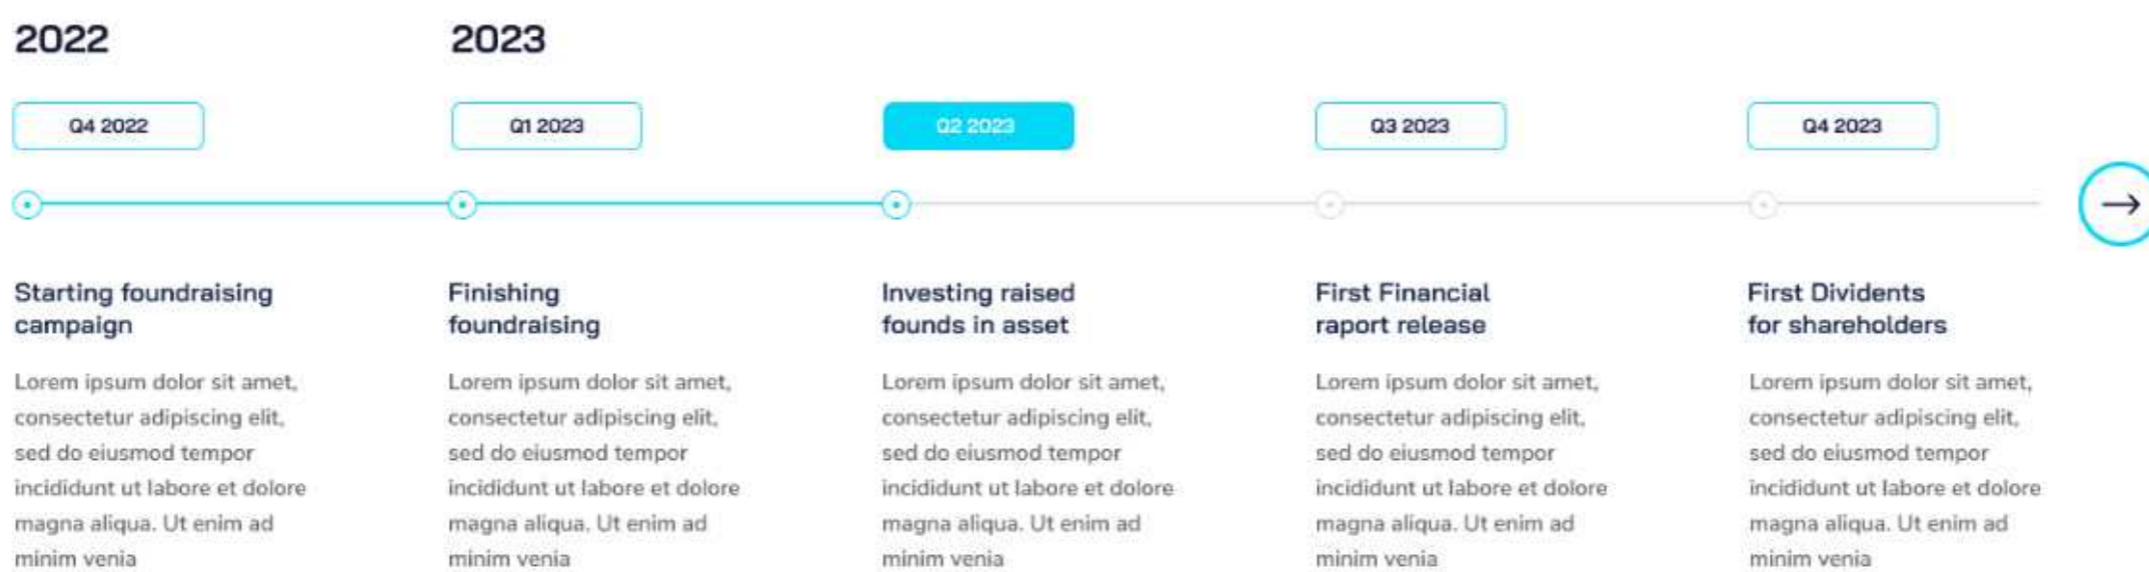 2022
2023
Q4 2022
Q1 2023
Q2 2023
Q3 2023
Q4 2023
Starting foundraising
campaign
Lorem ipsum dolor sit amet,
consectetur adipiscing elit,
sed do eiusmod tempor
incididunt ut labore et dolore
magna aliqua. Ut enim ad
minim venia
Finishing
foundraising
Lorem ipsum dolor sit amet,
consectetur adipiscing elit,
sed do eiusmod tempor
incididunt ut labore et dolore
magna aliqua. Ut enim ad
minim venia
Investing raised
founds in asset
Lorem ipsum dolor sit amet,
consectetur adipiscing elit,
sed do eiusmod tempor
incididunt ut labore et dolore
magna aliqua. Ut enim ad
minim venia
First Financial
raport release
Lorem ipsum dolor sit amet,
consectetur adipiscing elit,
sed do eiusmod tempor
incididunt ut labore et dolore
magna aliqua. Ut enim ad
minim venia
First Dividents
for shareholders
Lorem ipsum dolor sit amet,
consectetur adipiscing elit,
sed do eiusmod tempor
incididunt ut labore et dolore
magna aliqua. Ut enim ad
minim venia